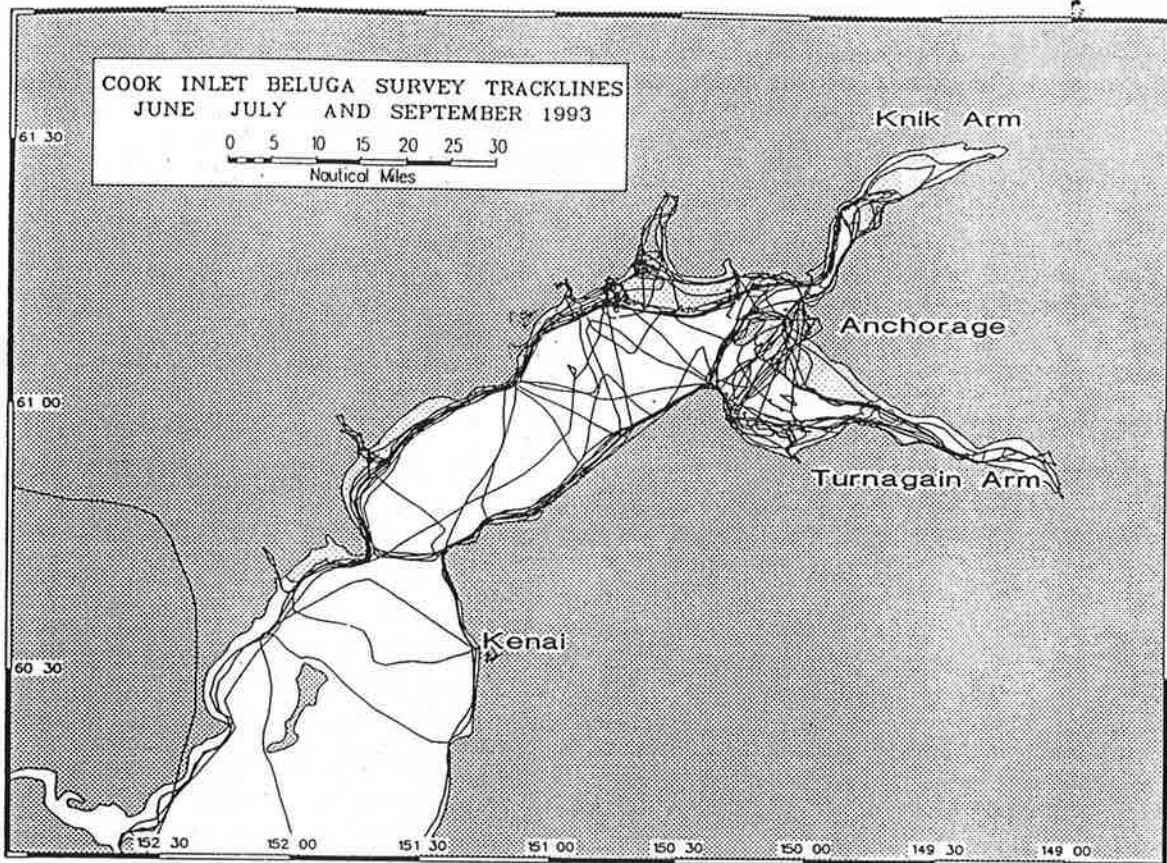 COOK INLET BELUGA SURVEY TRACKLINES
JUNE JULY AND SEPTEMBER 1993
0 5 10 15 20 25 30
Nautical Miles
Knik Arm
61 30
Anchorage
61 00
Turnagain Arm
Kenai
60 30
152 30 152 00 151 30 151 00 150 30 150 00 149 30 149 00